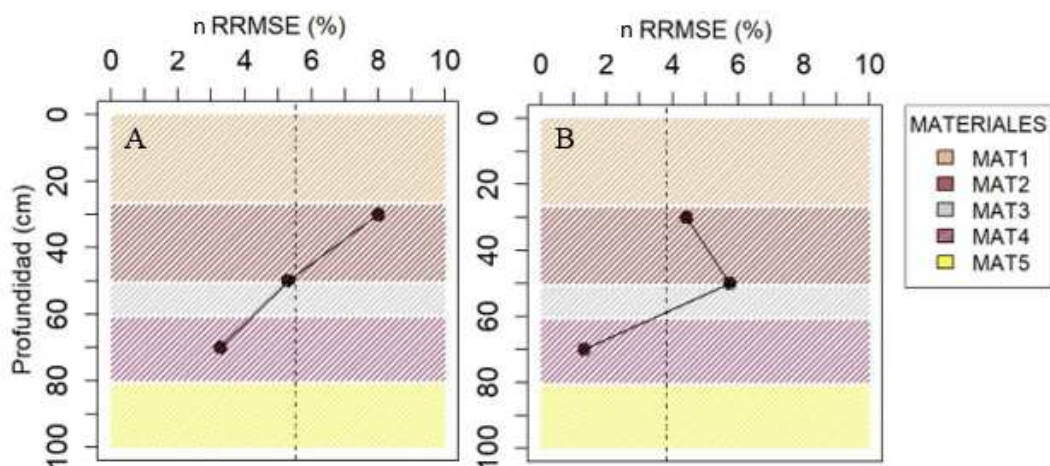 n RRMSE (%)
0 2 4 6 8 10
n RRMSE (%)
0 2 4 6 8 10
Profundidad (cm)
0
20
40
60
80
100
A
0
20
40
60
80
100
B
MATERIALES
MAT1
MAT2
MAT3
MAT4
MAT5